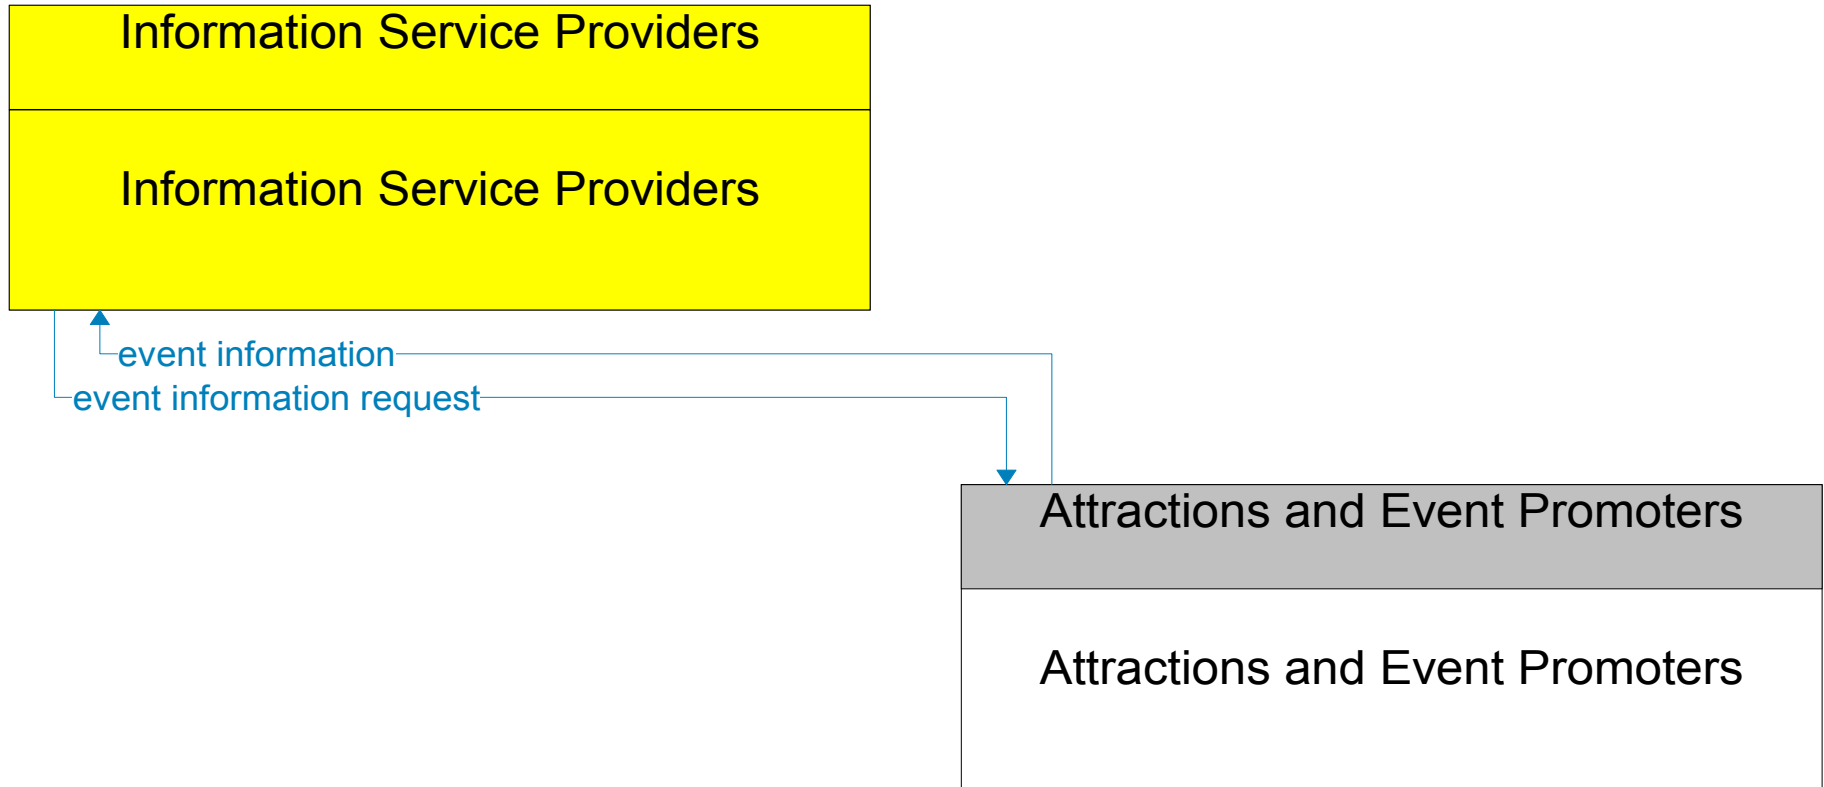 Information Service Providers
Information Service Providers
event information
event information request
Attractions and Event Promoters
Attractions and Event Promoters